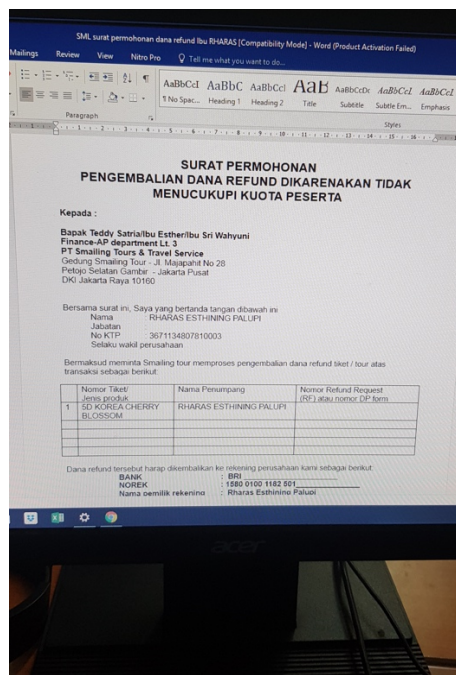 SML surat permohonan dana refund Ibu RHARAS [Compatibility Mode] - Word (Product Activation Failed)
Mailings Review View Nitro Pro Tell me what you want to do...
AaBbCcI AaBbC AaBbCcI AaB AaBbCcDc AaBbCcI AaBbCcI
¶ No Spac... Heading 1 Heading 2 Title Subtitle Subtle Em... Emphasis
Paragraph Styles
SURAT PERMOHONAN
PENGEMBALIAN DANA REFUND DIKARENAKAN TIDAK
MENUCUKUPI KUOTA PESERTA
Kepada :
Bapak Teddy Satria/Ibu Esther/Ibu Sri Wahyuni
Finance-AP department Lt. 3
PT Smailing Tours & Travel Service
Gedung Smailing Tour - Jl. Majapahit No 28
Petojo Selatan Gambir - Jakarta Pusat
DKI Jakarta Raya 10160
Bersama surat ini, Saya yang bertanda tangan dibawah ini
Nama : RHARAS ESTHINING PALUPI
Jabatan :
No KTP : 3671134807810003
Selaku wakil perusahaan
Bermaksud meminta Smailing tour memproses pengembalian dana refund tiket / tour atas
transaksi sebagai berikut:
Nomor Tiket/ Nama Penumpang Nomor Refund Request
Jenis produk (RF) atau nomor DP form
1 5D KOREA CHERRY RHARAS ESTHINING PALUPI
BLOSSOM
Dana refund tersebut harap dikembalikan ke rekening perusahaan kami sebagai berikut:
BANK : BRI
NOREK : 1580 0100 1182 501
Nama pemilik rekening : Rharas Esthining Palupi
acer